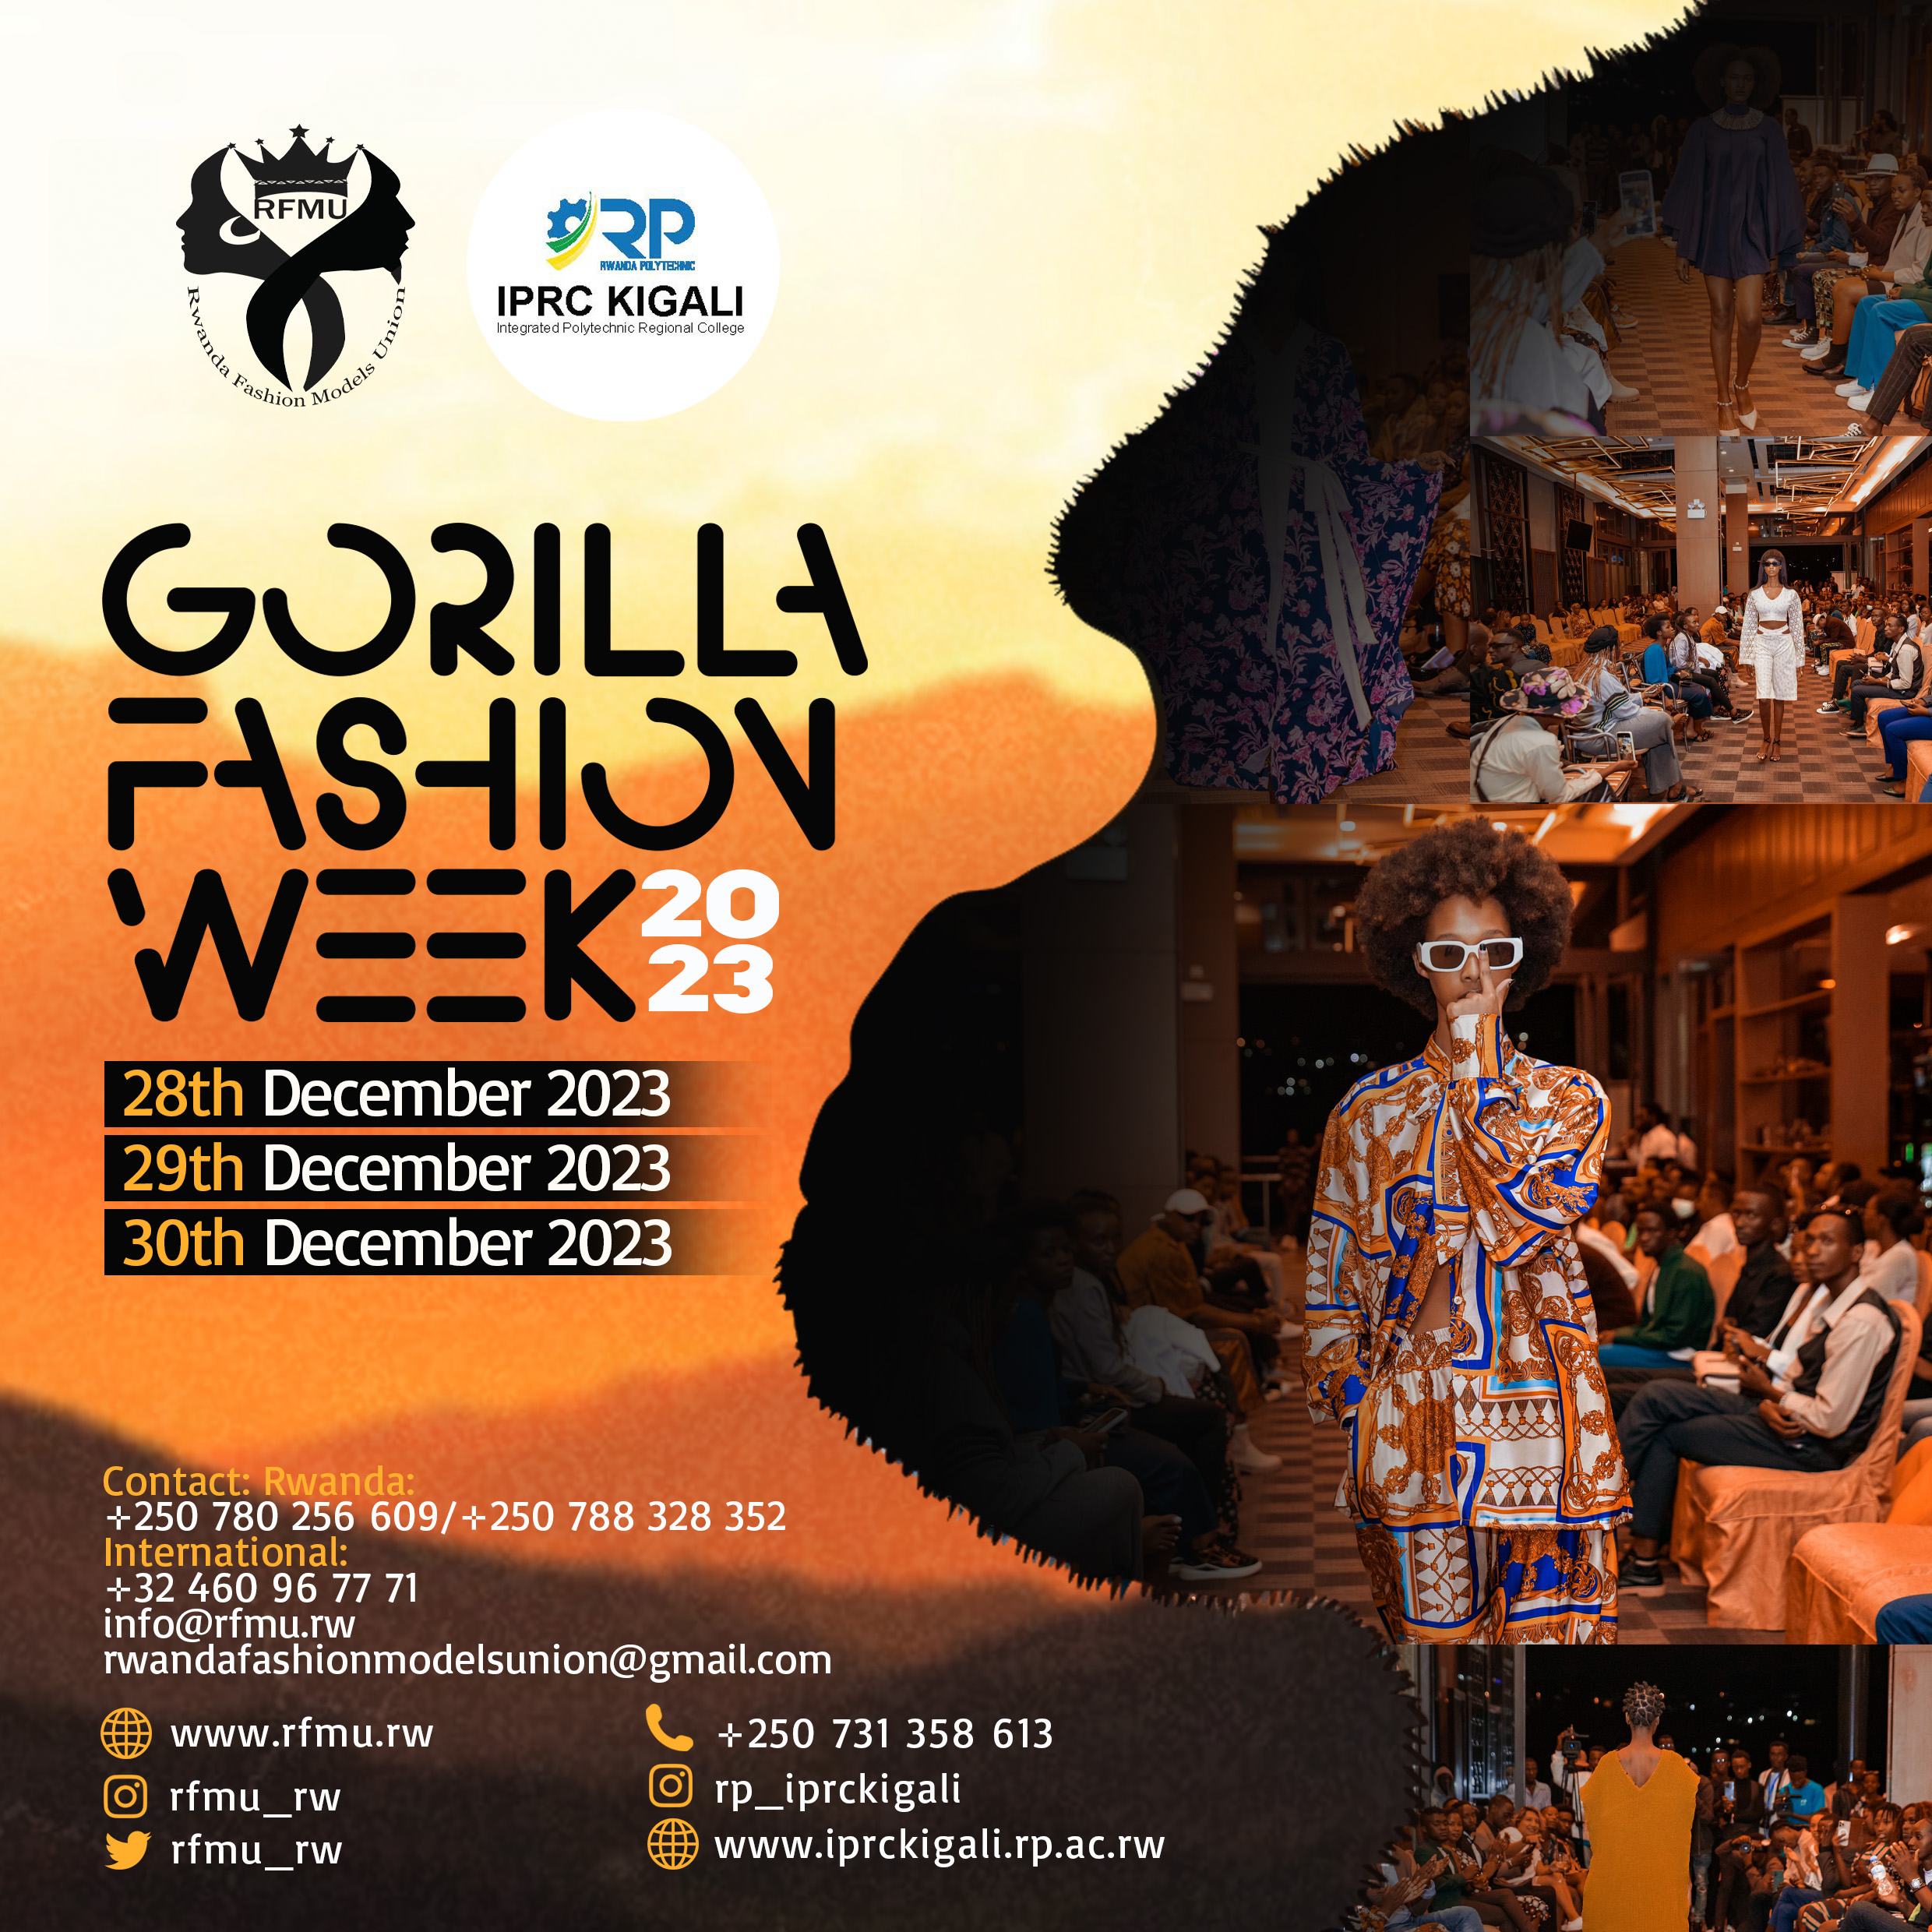 RFMU
Rwanda Fashion Models Union
RP
RWANDA POLYTECHNIC
IPRC KIGALI
Integrated Polytechnic Regional College
GORILLA
FASHION
WEEK 2023
28th December 2023
29th December 2023
30th December 2023
Contact: Rwanda:
+250 780 256 609/+250 788 328 352
International:
+32 460 96 77 71
info@rfmu.rw
rwandafashionmodelsunion@gmail.com
www.rfmu.rw
rfmu_rw
rfmu_rw
+250 731 358 613
rp_iprckigali
www.iprckigali.rp.ac.rw